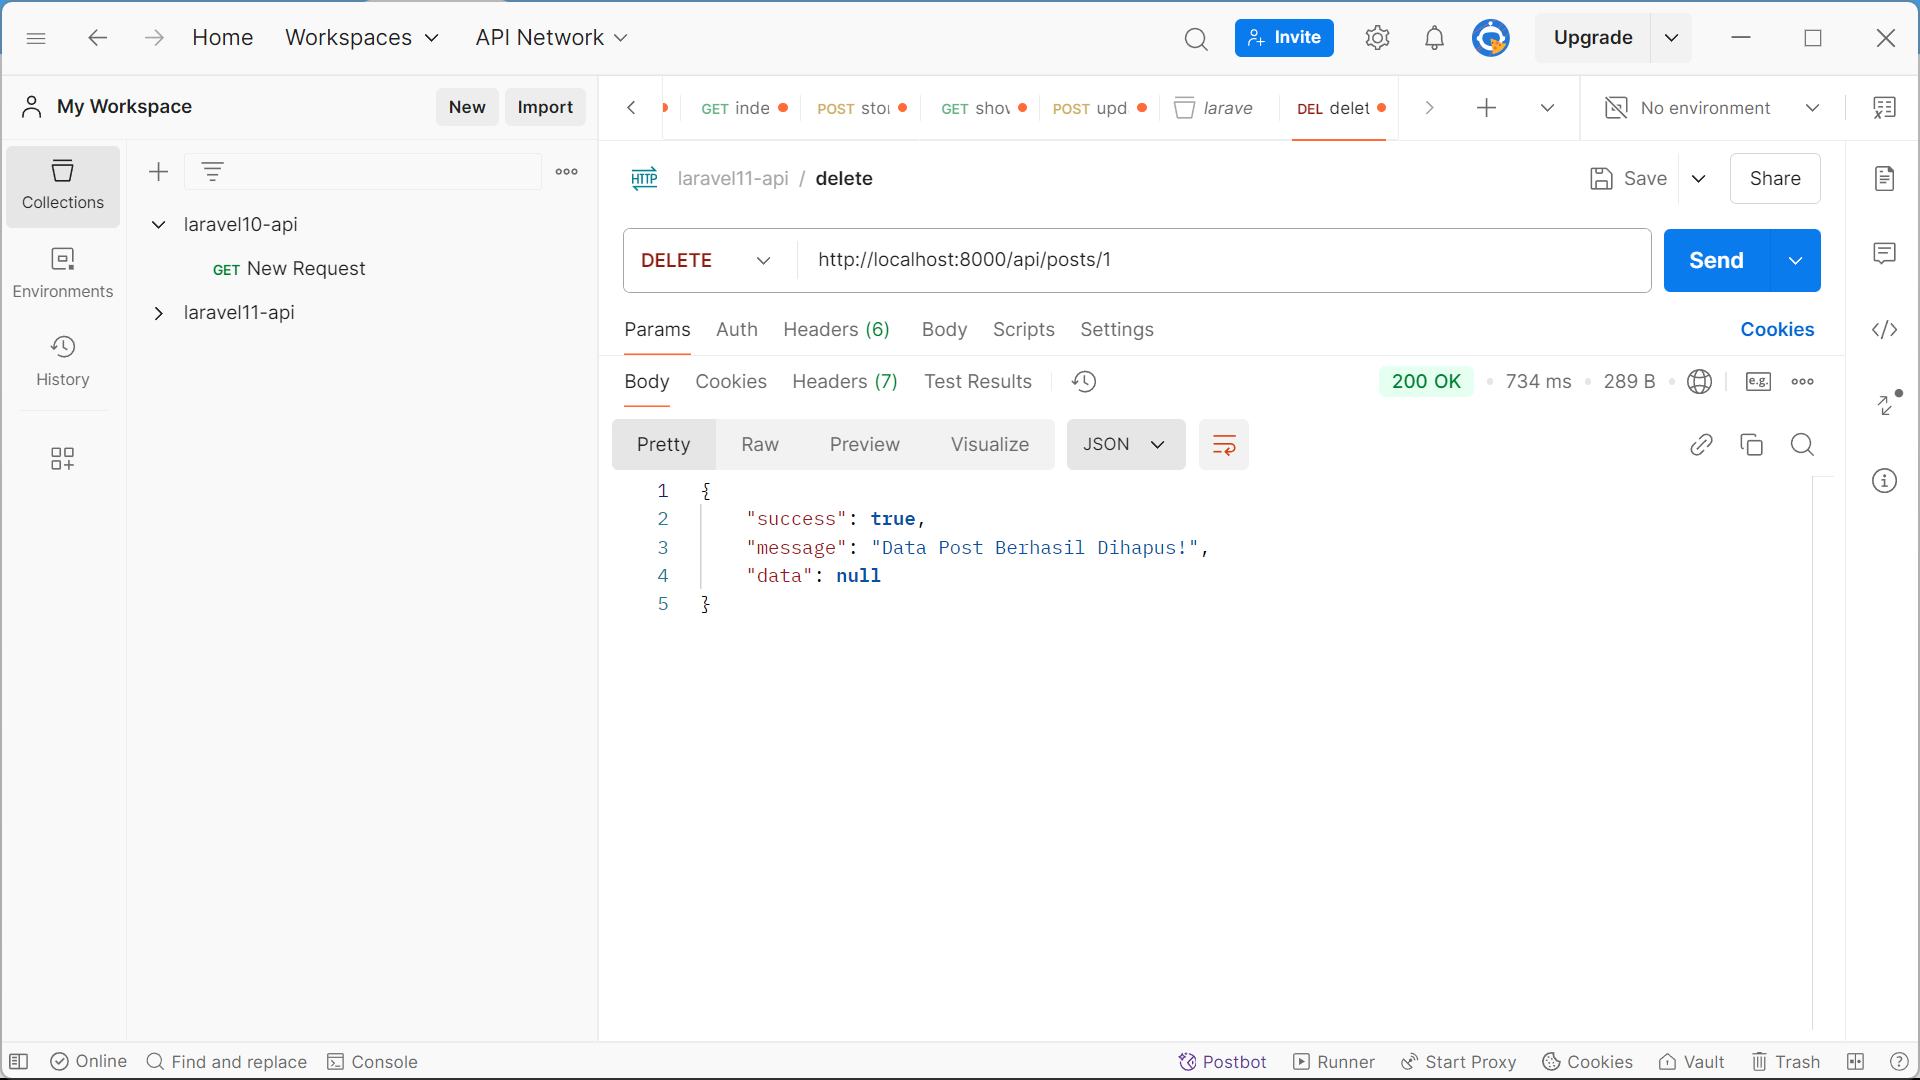 Home Workspaces API Network Invite Upgrade
My Workspace New Import
GET inde POST sto GET sho POST upd larave DEL delet No environment
Collections
Environments
History
laravel10-api
GET New Request
laravel11-api
HTTP laravel11-api / delete Save Share
DELETE http://localhost:8000/api/posts/1 Send
Params Auth Headers (6) Body Scripts Settings Cookies
Body Cookies Headers (7) Test Results 200 OK 734 ms 289 B e.g.
Pretty Raw Preview Visualize JSON
1 {
2 "success": true,
3 "message": "Data Post Berhasil Dihapus!",
4 "data": null
5 }
Online Find and replace Console Postbot Runner Start Proxy Cookies Vault Trash